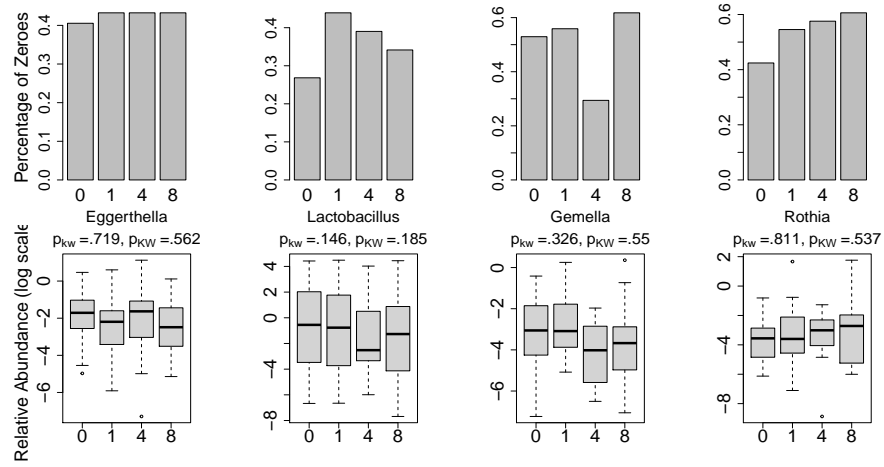 Percentage of Zeroes
0.0 0.1 0.2 0.3 0.4
0 1 4 8
0.0 0.1 0.2 0.3 0.4
0 1 4 8
0.0 0.2 0.4 0.6
0 1 4 8
0.0 0.2 0.4 0.6
0 1 4 8
Eggerthella
Lactobacillus
Gemella
Rothia
pkw =.719, pKW =.562
pkw =.146, pKW =.185
pkw =.326, pKW =.55
pkw =.811, pKW =.537
Relative Abundance (log scale
−6 −4 −2 0
0 1 4 8
−8 −4 −2 0 2 4
0 1 4 8
−6 −4 −2 0
0 1 4 8
−8 −4 −2 0 2
0 1 4 8